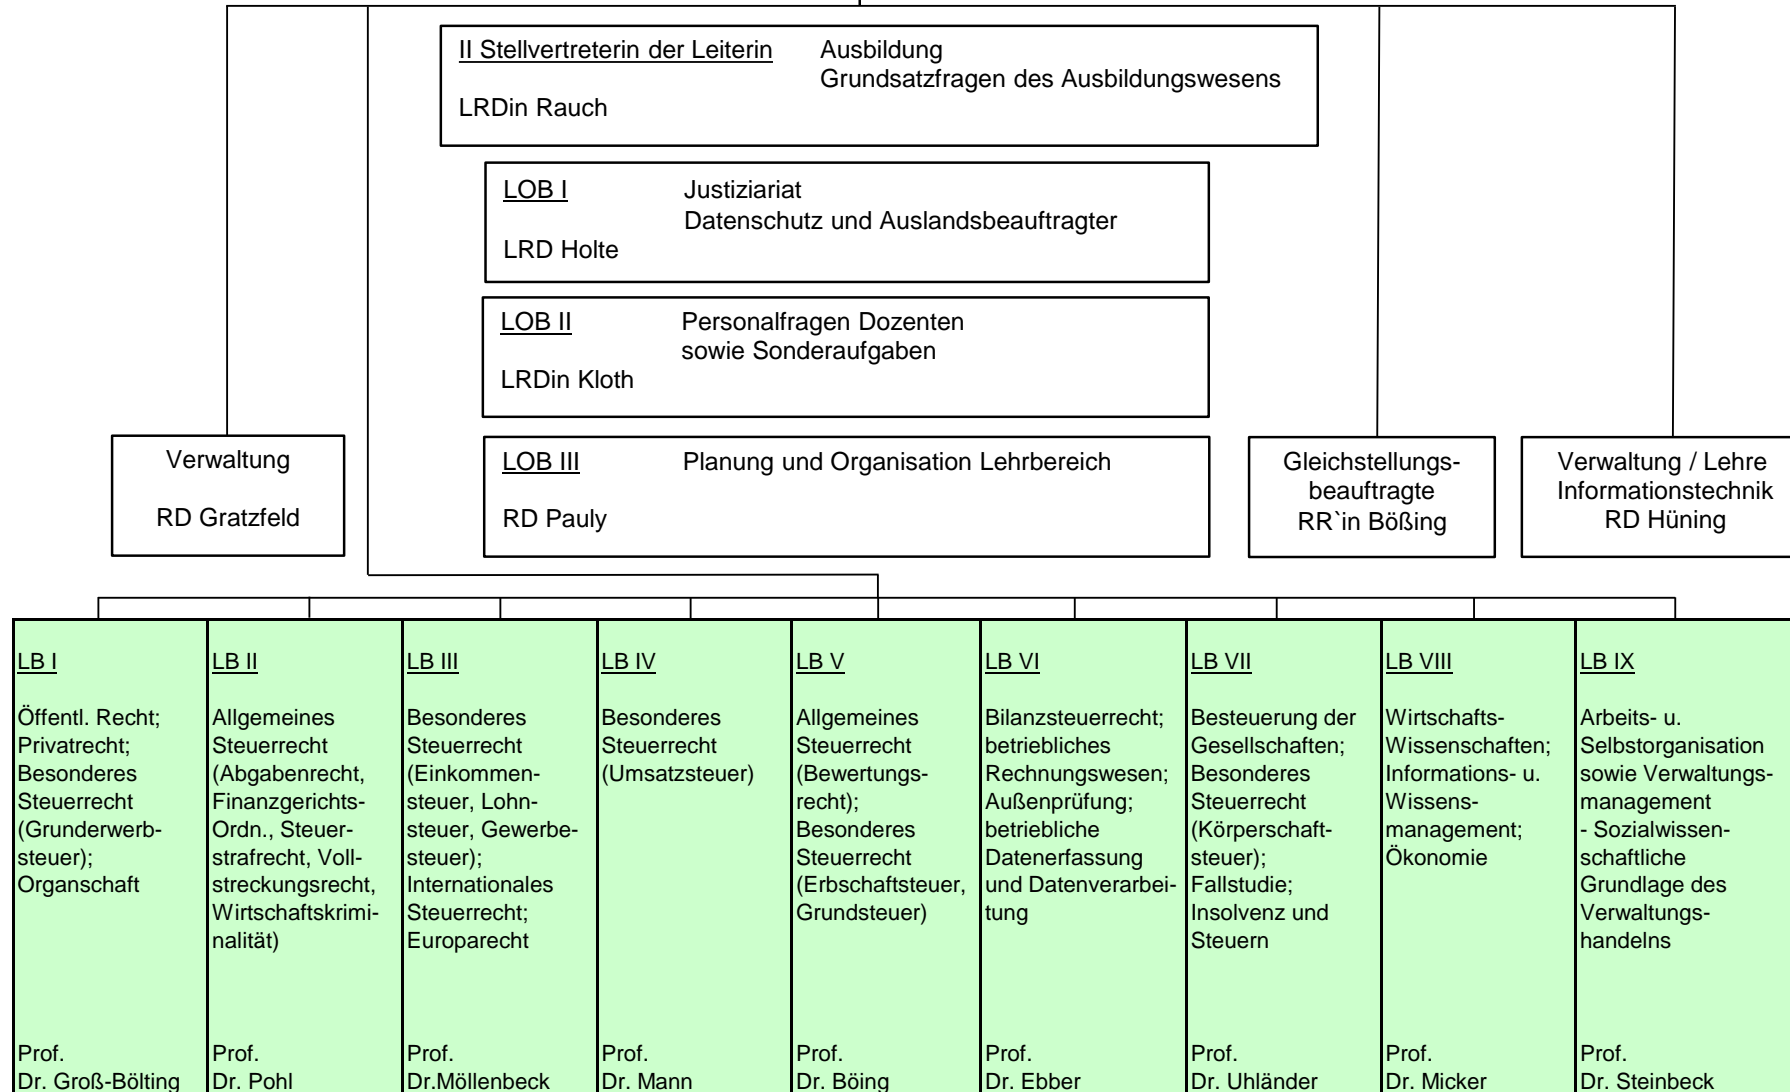 II Stellvertreterin der Leiterin Ausbildung
Grundsatzfragen des Ausbildungswesens
LRDin Rauch
LOB I Justiziariat
Datenschutz und Auslandsbeauftragter
LRD Holte
LOB II Personalfragen Dozenten
sowie Sonderaufgaben
LRDin Kloth
Verwaltung
RD Gratzfeld
LOB III Planung und Organisation Lehrbereich
RD Pauly
Gleichstellungs-
beauftragte
RR`in Bößing
Verwaltung / Lehre
Informationstechnik
RD Hüning
LB I
Öffentl. Recht;
Privatrecht;
Besonderes
Steuerrecht
(Grunderwerb-
steuer);
Organschaft
Prof.
Dr. Groß-Bölting
LB II
Allgemeines
Steuerrecht
(Abgabenrecht,
Finanzgerichts-
Ordn., Steuer-
strafrecht, Voll-
streckungsrecht,
Wirtschaftskrimi-
nalität)
Prof.
Dr. Pohl
LB III
Besonderes
Steuerrecht
(Einkommen-
steuer, Lohn-
steuer, Gewerbe-
steuer);
Internationales
Steuerrecht;
Europarecht
Prof.
Dr.Möllenbeck
LB IV
Besonderes
Steuerrecht
(Umsatzsteuer)
Prof.
Dr. Mann
LB V
Allgemeines
Steuerrecht
(Bewertungs-
recht);
Besonderes
Steuerrecht
(Erbschaftsteuer,
Grundsteuer)
Prof.
Dr. Böing
LB VI
Bilanzsteuerrecht;
betriebliches
Rechnungswesen;
Außenprüfung;
betriebliche
Datenerfassung
und Datenverarbei-
tung
Prof.
Dr. Ebber
LB VII
Besteuerung der
Gesellschaften;
Besonderes
Steuerrecht
(Körperschaft-
steuer);
Fallstudie;
Insolvenz und
Steuern
Prof.
Dr. Uhländer
LB VIII
Wirtschafts-
Wissenschaften;
Informations- u.
Wissens-
management;
Ökonomie
Prof.
Dr. Micker
LB IX
Arbeits- u.
Selbstorganisation
sowie Verwaltungs-
management
- Sozialwissen-
schaftliche
Grundlage des
Verwaltungs-
handelns
Prof.
Dr. Steinbeck